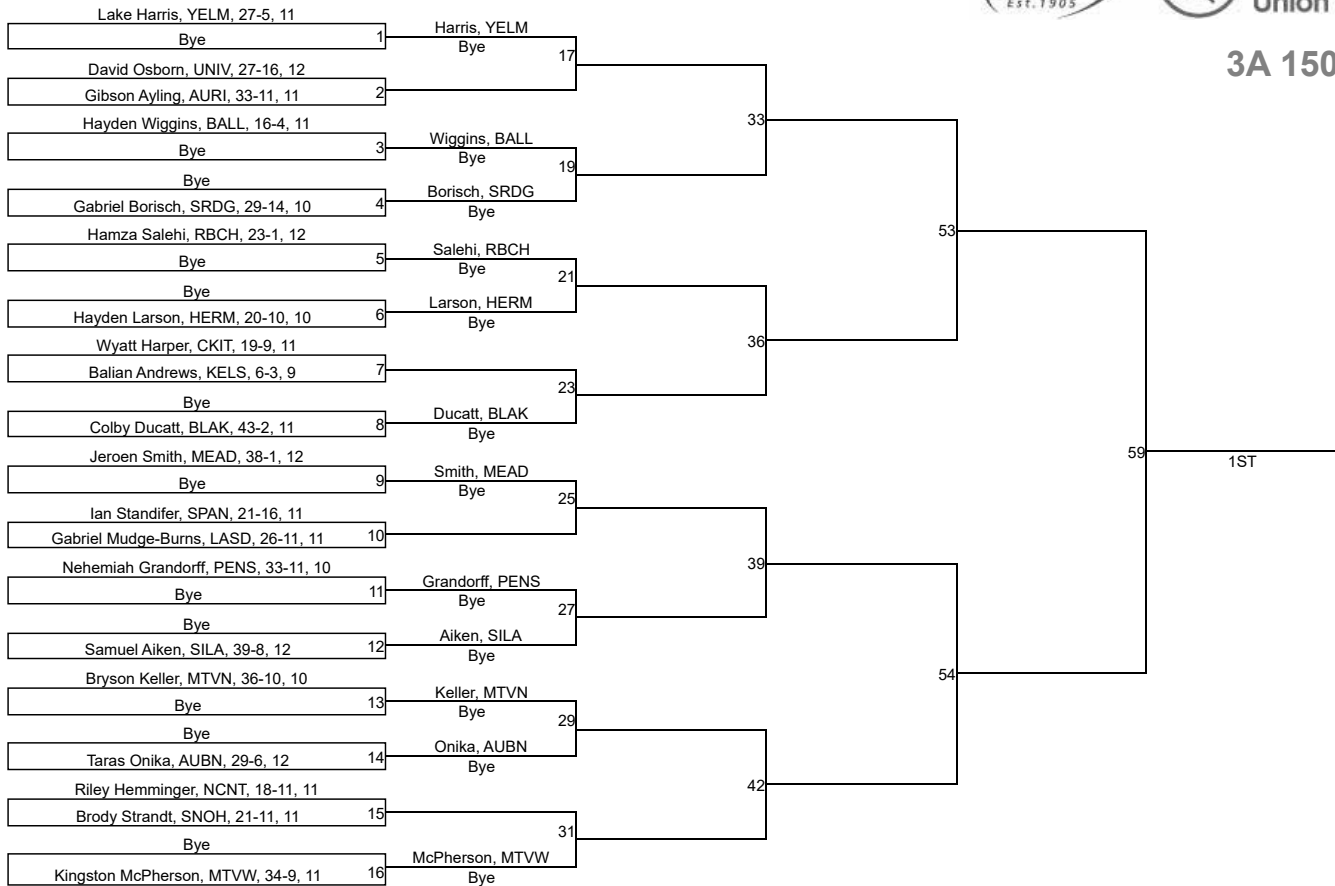 Est. 1905
Union
3A 150
Lake Harris, YELM, 27-5, 11
Bye
1
David Osborn, UNIV, 27-16, 12
Gibson Ayling, AURI, 33-11, 11
2
Hayden Wiggins, BALL, 16-4, 11
Bye
3
Bye
Gabriel Borisch, SRDG, 29-14, 10
4
Hamza Salehi, RBCH, 23-1, 12
Bye
5
Bye
Hayden Larson, HERM, 20-10, 10
6
Wyatt Harper, CKIT, 19-9, 11
Balian Andrews, KELS, 6-3, 9
7
Bye
Colby Ducatt, BLAK, 43-2, 11
8
Jeroen Smith, MEAD, 38-1, 12
Bye
9
Ian Standifer, SPAN, 21-16, 11
Gabriel Mudge-Burns, LASD, 26-11, 11
10
Nehemiah Grandorff, PENS, 33-11, 10
Bye
11
Bye
Samuel Aiken, SILA, 39-8, 12
12
Bryson Keller, MTVN, 36-10, 10
Bye
13
Bye
Taras Onika, AUBN, 29-6, 12
14
Riley Hemminger, NCNT, 18-11, 11
Brody Strandt, SNOH, 21-11, 11
15
Bye
Kingston McPherson, MTVW, 34-9, 11
16
Harris, YELM
Bye
17
Wiggins, BALL
Bye
19
Borisch, SRDG
Bye
Salehi, RBCH
Bye
21
Larson, HERM
Bye
23
Ducatt, BLAK
Bye
Smith, MEAD
Bye
25
Grandorff, PENS
Bye
27
Aiken, SILA
Bye
Keller, MTVN
Bye
29
Onika, AUBN
Bye
31
McPherson, MTVW
Bye
33
36
39
42
53
54
59
1ST